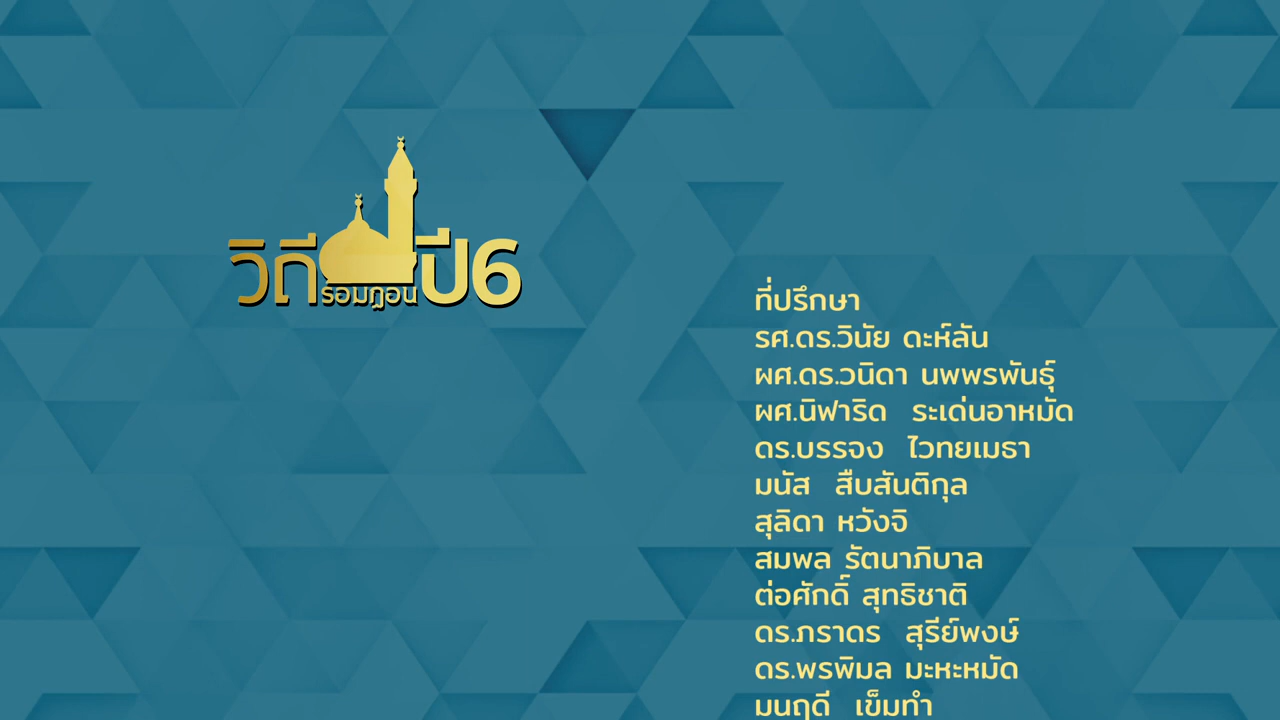 วิถี
รอมฎอน
ปี6
ที่ปรึกษา
รศ.ดร.วินัย ดะห์ลัน
ผศ.ดร.วนิดา นพพรพันธุ์
ผศ.นิฟาริด ระเด่นอาหมัด
ดร.บรรจง ไวทยเมธา
มนัส สืบสันติกุล
สุลิดา หวังจิ
สมพล รัตนาภิบาล
ต่อศักดิ์ สุทธิชาติ
ดร.ภราดร สุรีย์พงษ์
ดร.พรพิมล มะหะหมัด
มนฤดี เข็มทำ